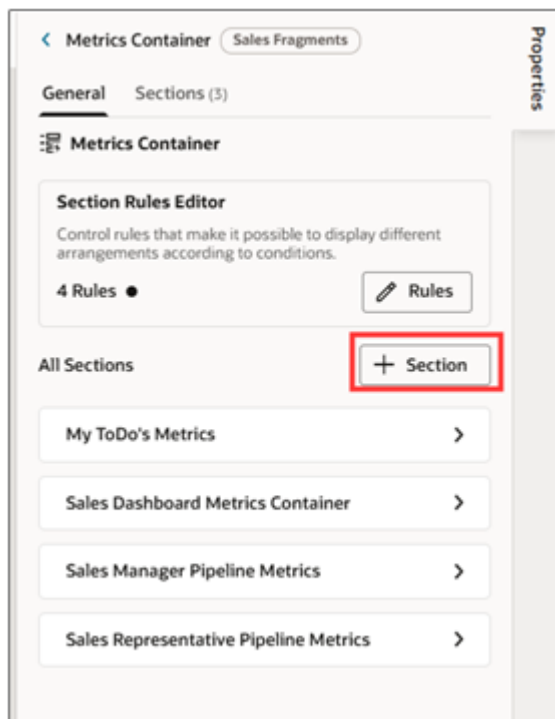 Metrics Container Sales Fragments
Properties
General Sections (3)
Metrics Container
Section Rules Editor
Control rules that make it possible to display different
arrangements according to conditions.
4 Rules Rules
All Sections Section
My ToDo's Metrics
Sales Dashboard Metrics Container
Sales Manager Pipeline Metrics
Sales Representative Pipeline Metrics